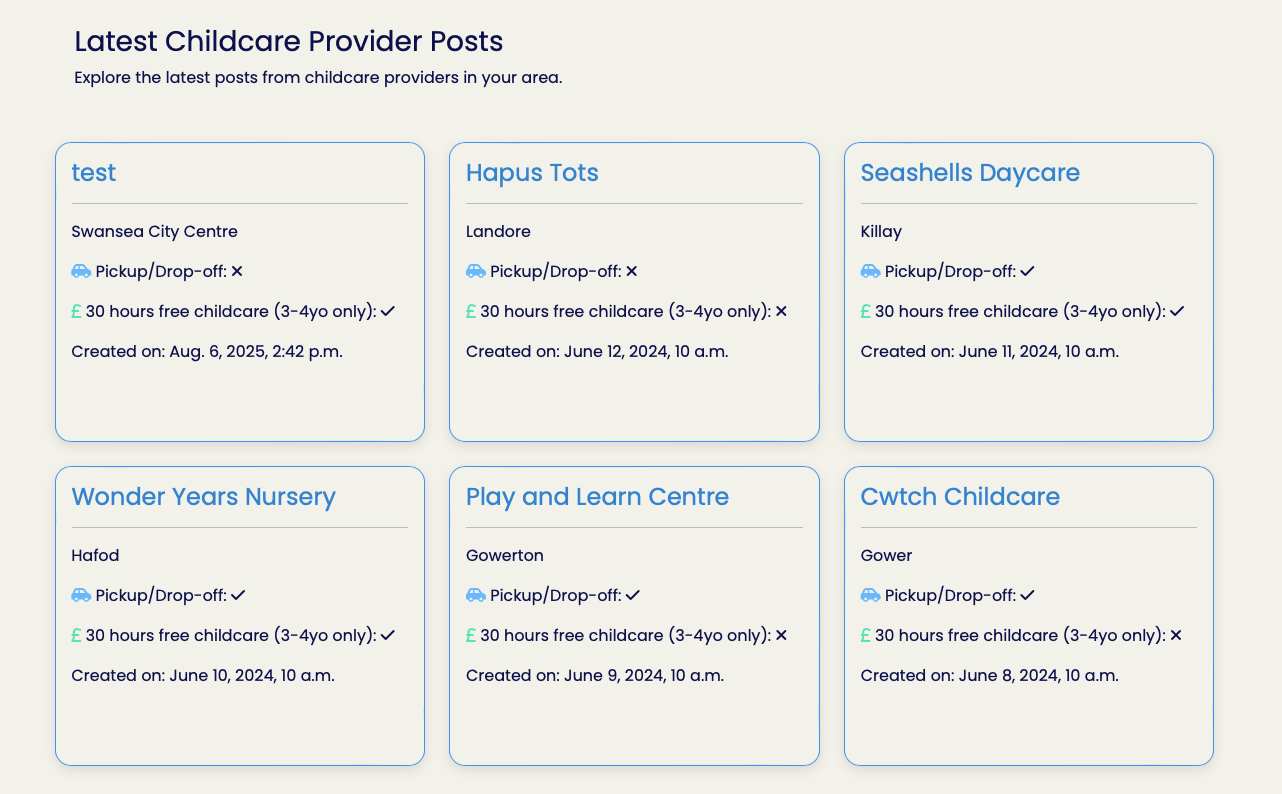 Latest Childcare Provider Posts
Explore the latest posts from childcare providers in your area.
test
Swansea City Centre
Pickup/Drop-off: ✕
£ 30 hours free childcare (3-4yo only): ✓
Created on: Aug. 6, 2025, 2:42 p.m.
Hapus Tots
Landore
Pickup/Drop-off: ✕
£ 30 hours free childcare (3-4yo only): ✕
Created on: June 12, 2024, 10 a.m.
Seashells Daycare
Killay
Pickup/Drop-off: ✓
£ 30 hours free childcare (3-4yo only): ✓
Created on: June 11, 2024, 10 a.m.
Wonder Years Nursery
Hafod
Pickup/Drop-off: ✓
£ 30 hours free childcare (3-4yo only): ✓
Created on: June 10, 2024, 10 a.m.
Play and Learn Centre
Gowerton
Pickup/Drop-off: ✓
£ 30 hours free childcare (3-4yo only): ✕
Created on: June 9, 2024, 10 a.m.
Cwtch Childcare
Gower
Pickup/Drop-off: ✓
£ 30 hours free childcare (3-4yo only): ✕
Created on: June 8, 2024, 10 a.m.